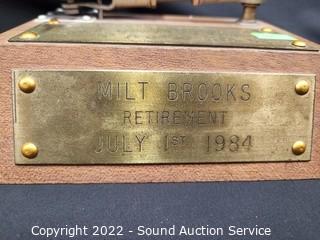 MILT BROOKS
RETIREMENT
JULY 1ST 1984
Copyright 2022 - Sound Auction Service